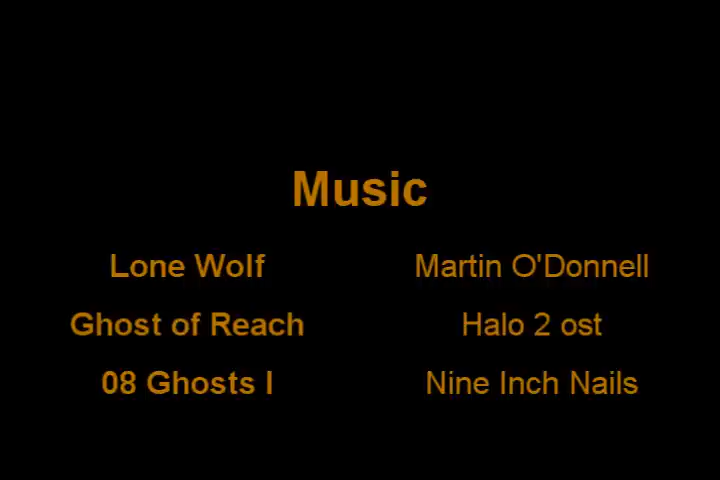 Music
Lone Wolf Martin O'Donnell
Ghost of Reach Halo 2 ost
08 Ghosts I Nine Inch Nails